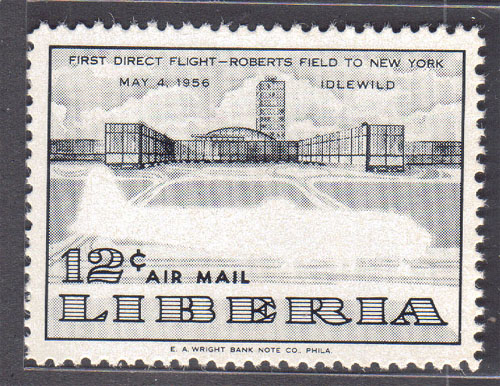 FIRST DIRECT FLIGHT—ROBERTS FIELD TO NEW YORK
MAY 4, 1956 IDLEWILD
12¢ AIR MAIL
LIBERIA
E. A. WRIGHT BANK NOTE CO., PHILA.